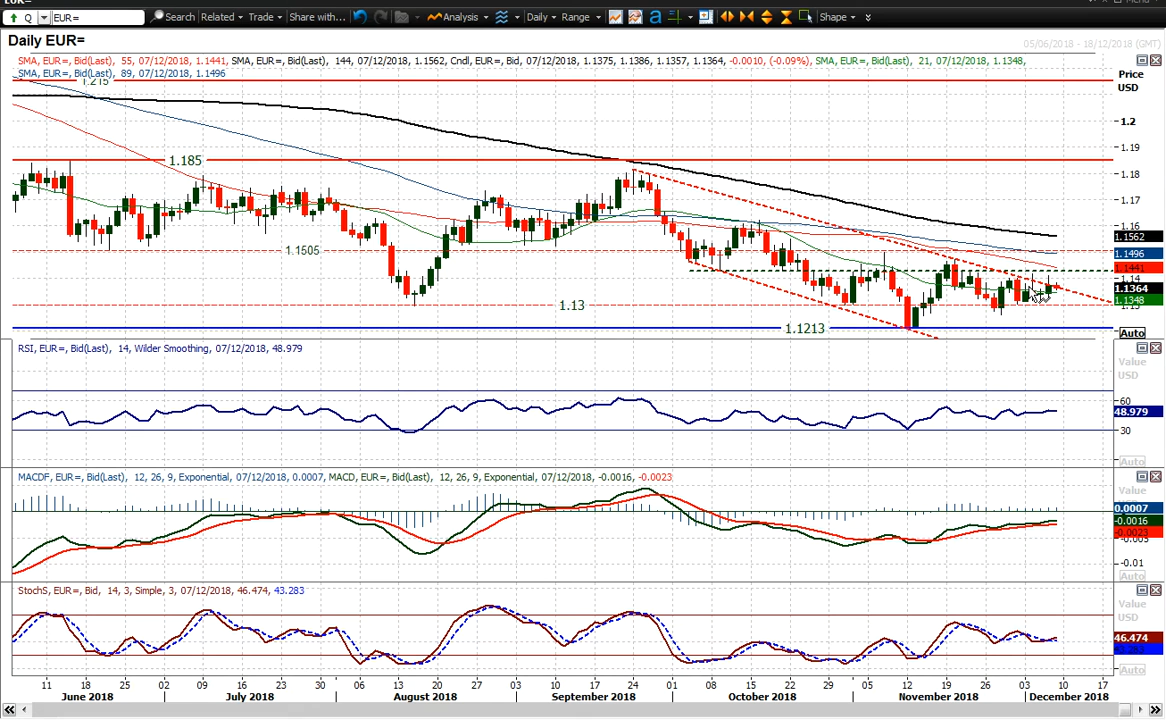 Q EUR= Search Related Trade Share with... Analysis Daily Range a Shape
Daily EUR=
05/06/2018 - 18/12/2018 (GMT)
SMA, EUR=, Bid(Last), 55, 07/12/2018, 1.1441, SMA, EUR=, Bid(Last), 144, 07/12/2018, 1.1562, Cndl, EUR=, Bid, 07/12/2018, 1.1375, 1.1386, 1.1357, 1.1364, -0.0010, (-0.09%), SMA, EUR=, Bid(Last), 21, 07/12/2018, 1.1348,
SMA, EUR=, Bid(Last), 89, 07/12/2018, 1.1496
Price
USD
1.215
1.2
1.19
1.185
1.18
1.17
1.16
1.1562
1.1505
1.1496
1.1441
1.14
1.1364
1.1348
1.13
1.13
1.1213
Auto
RSI, EUR=, Bid(Last), 14, Wilder Smoothing, 07/12/2018, 48.979
Value
USD
60
48.979
30
Auto
MACDF, EUR=, Bid(Last), 12, 26, 9, Exponential, 07/12/2018, 0.0007, MACD, EUR=, Bid(Last), 12, 26, 9, Exponential, 07/12/2018, -0.0016, -0.0023
Value
0.0007
-0.0016
-0.0023
-0.005
-0.01
Auto
StochS, EUR=, Bid, 14, 3, Simple, 3, 07/12/2018, 46.474, 43.283
Value
USD
46.474
43.283
Auto
11 18 25 02 09 16 23 30 06 13 20 27 03 10 17 24 01 08 15 22 29 05 12 19 26 03 10 17
June 2018 July 2018 August 2018 September 2018 October 2018 November 2018 December 2018